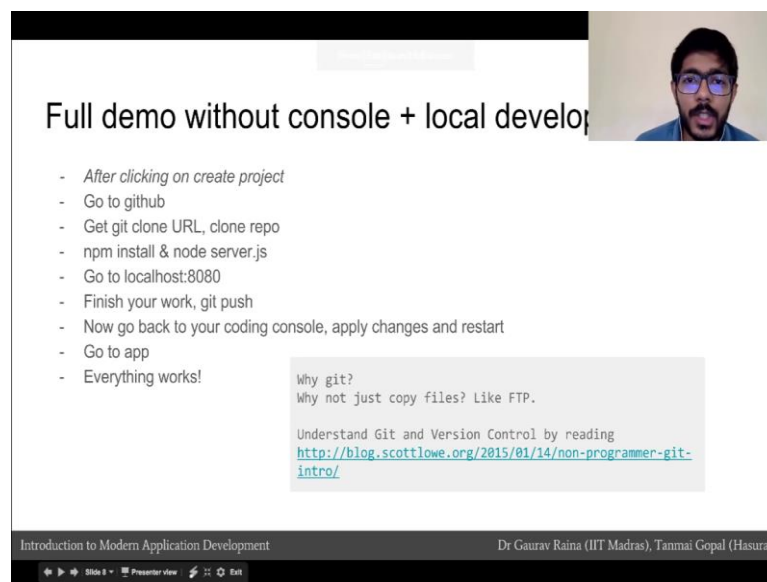 Full demo without console + local develop
- After clicking on create project
- Go to github
- Get git clone URL, clone repo
- npm install & node server.js
- Go to localhost:8080
- Finish your work, git push
- Now go back to your coding console, apply changes and restart
- Go to app
- Everything works!
Why git?
Why not just copy files? Like FTP.
Understand Git and Version Control by reading
http://blog.scottlowe.org/2015/01/14/non-programmer-git-
intro/
Introduction to Modern Application Development
Dr Gaurav Raina (IIT Madras), Tanmai Gopal (Hasura
Slide 8 Presenter view Exit